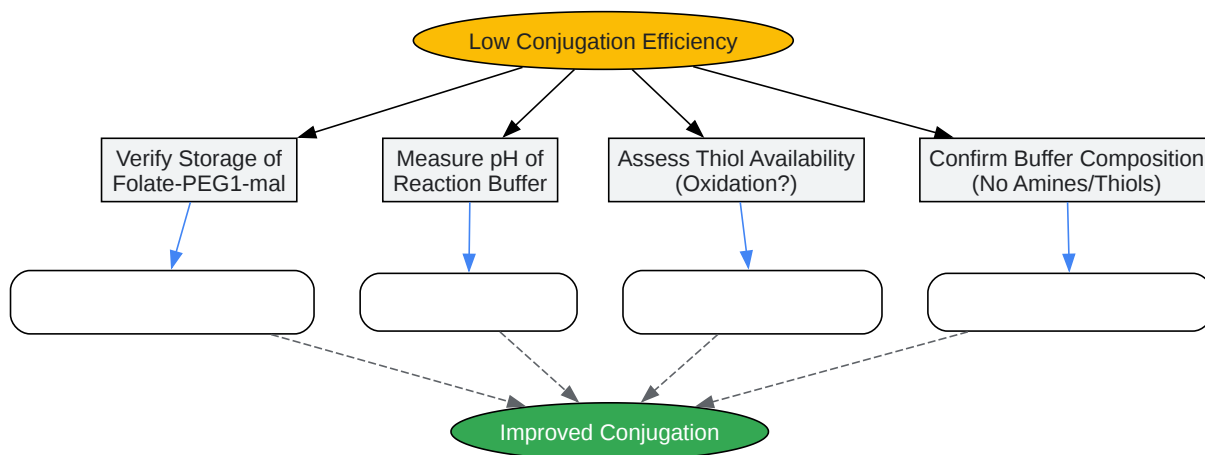 Low Conjugation Efficiency
Verify Storage of
Folate-PEG1-mal
Measure pH of
Reaction Buffer
Assess Thiol Availability
(Oxidation?)
Confirm Buffer Composition
(No Amines/Thiols)
Improved Conjugation